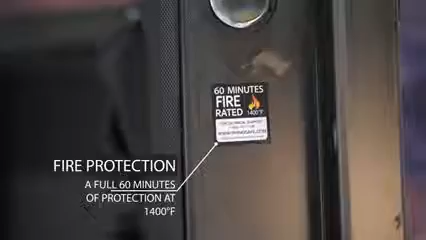 60 MINUTES
FIRE
RATED 1400°F
FIRE PROTECTION
A FULL 60 MINUTES
OF PROTECTION AT
1400°F